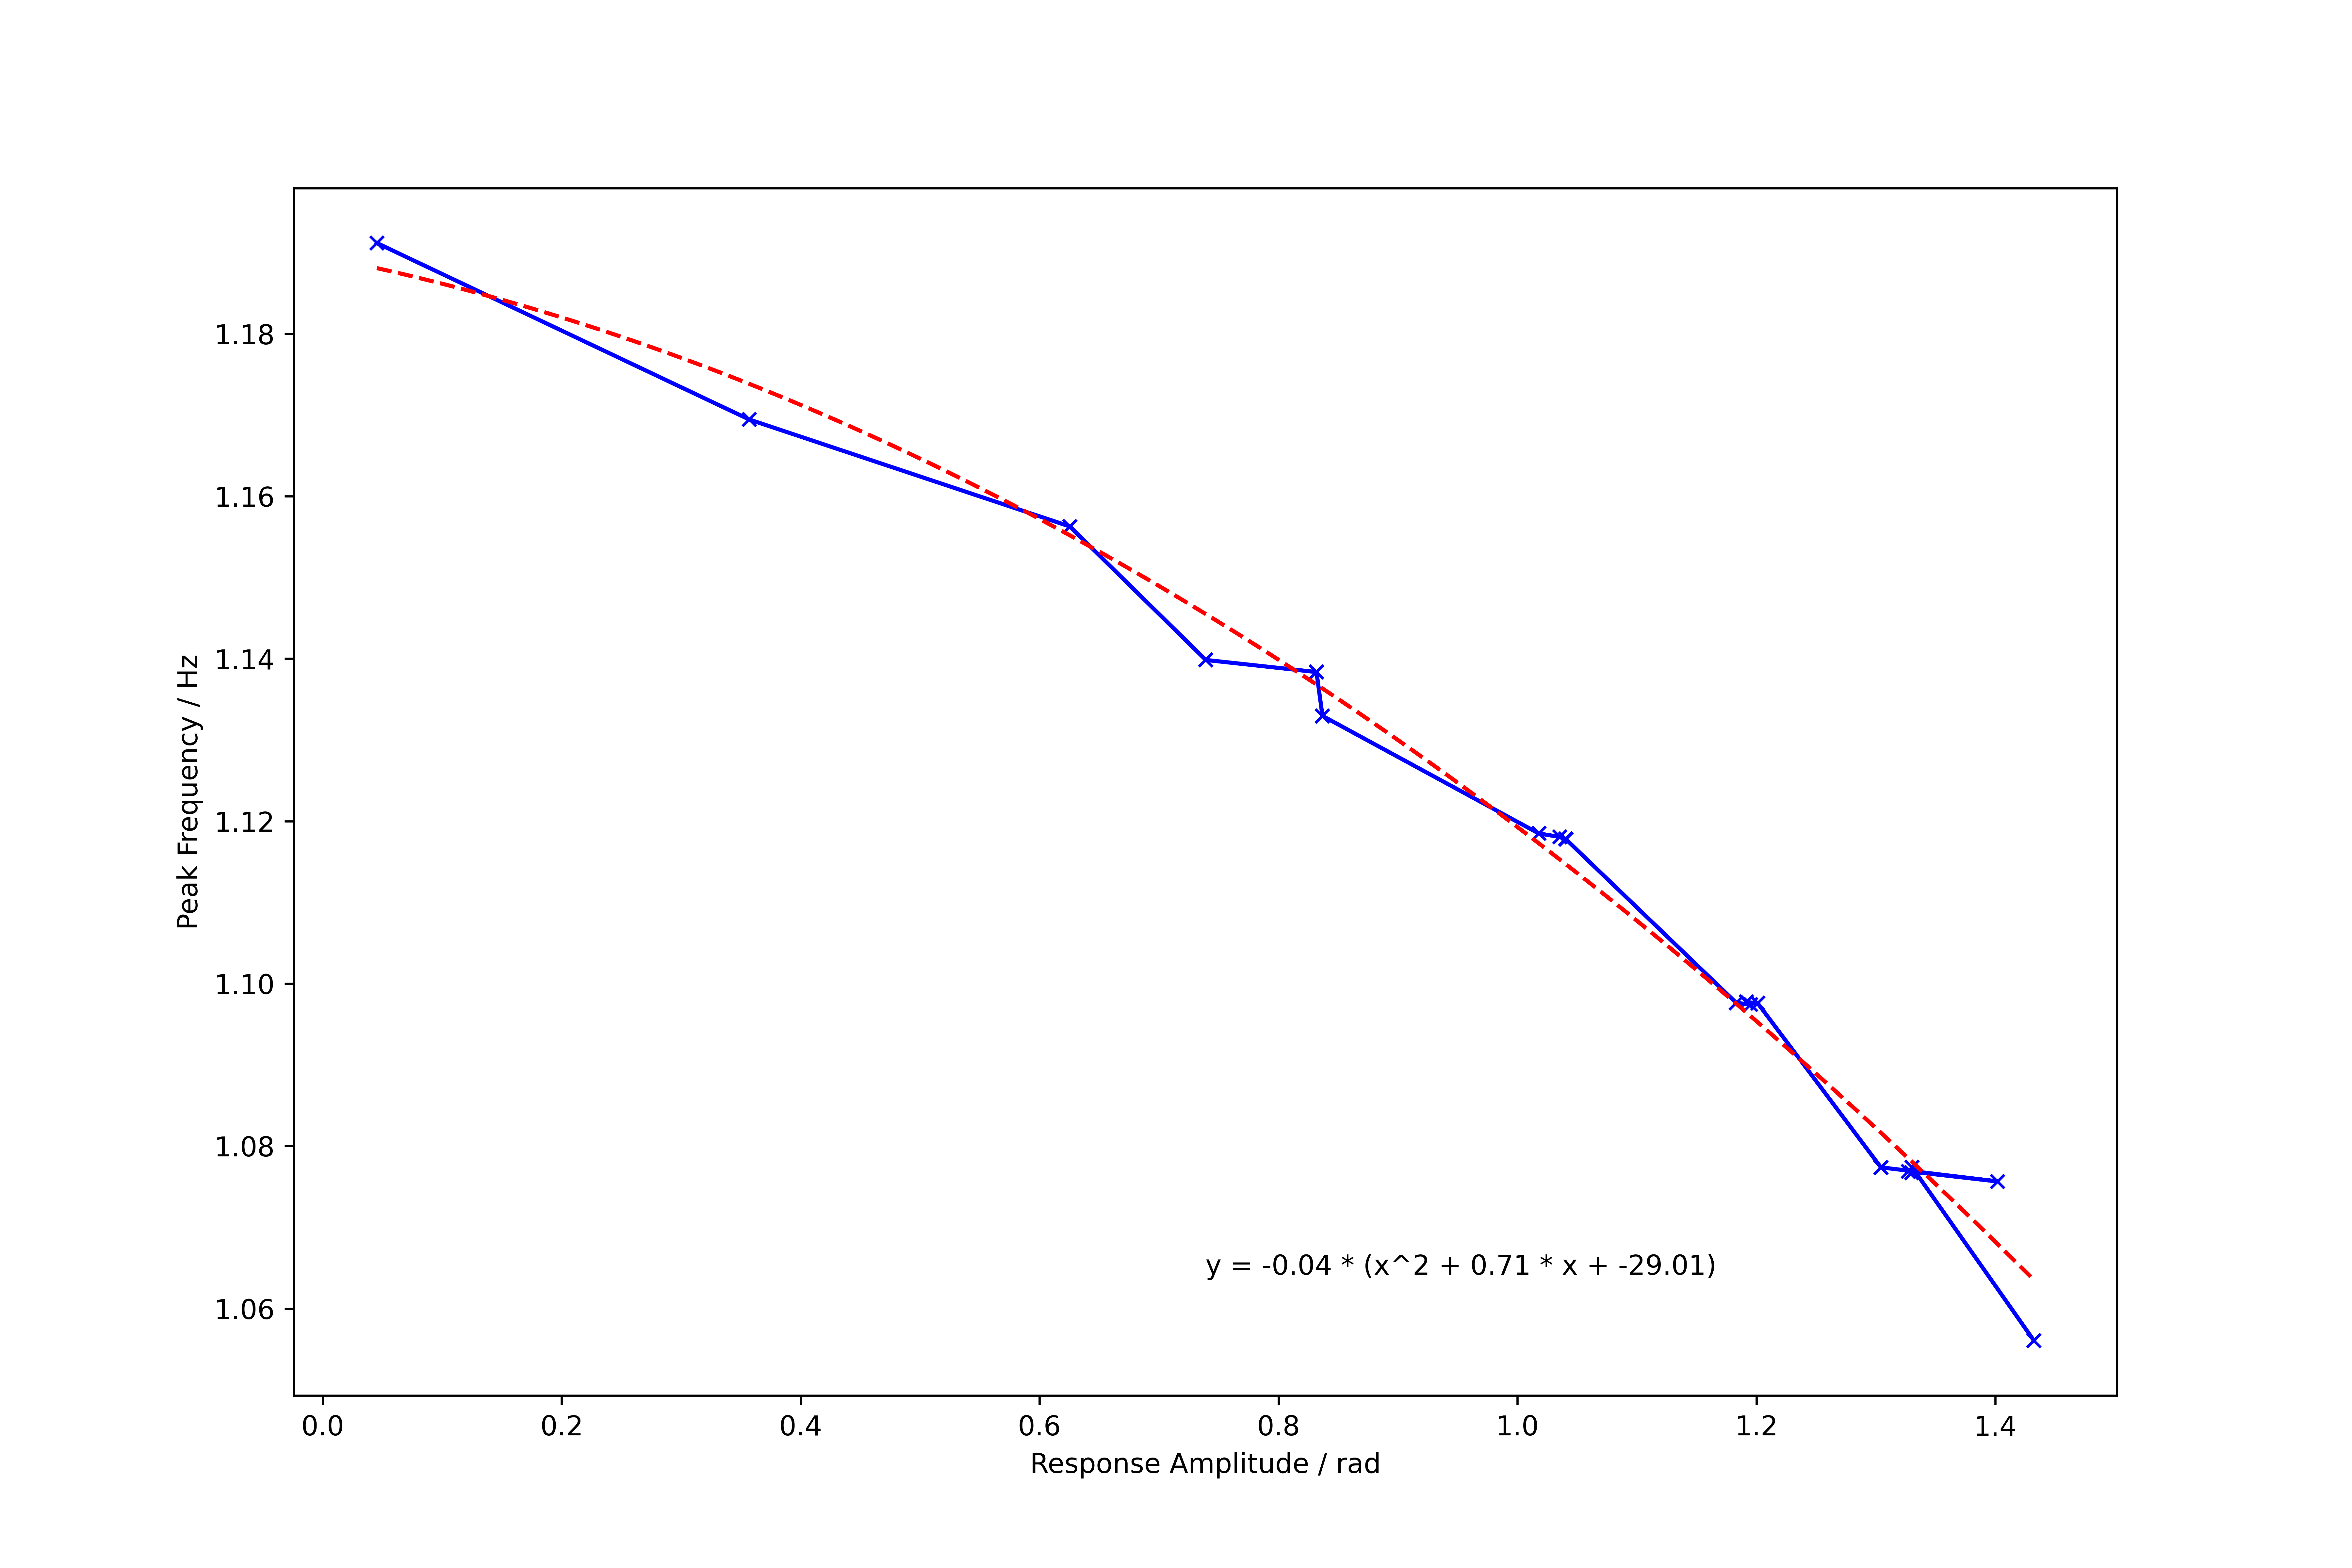 1.18
1.16
1.14
1.12
1.10
1.08
1.06
Peak Frequency / Hz
y = -0.04 * (x^2 + 0.71 * x + -29.01)
0.0 0.2 0.4 0.6 0.8 1.0 1.2 1.4
Response Amplitude / rad